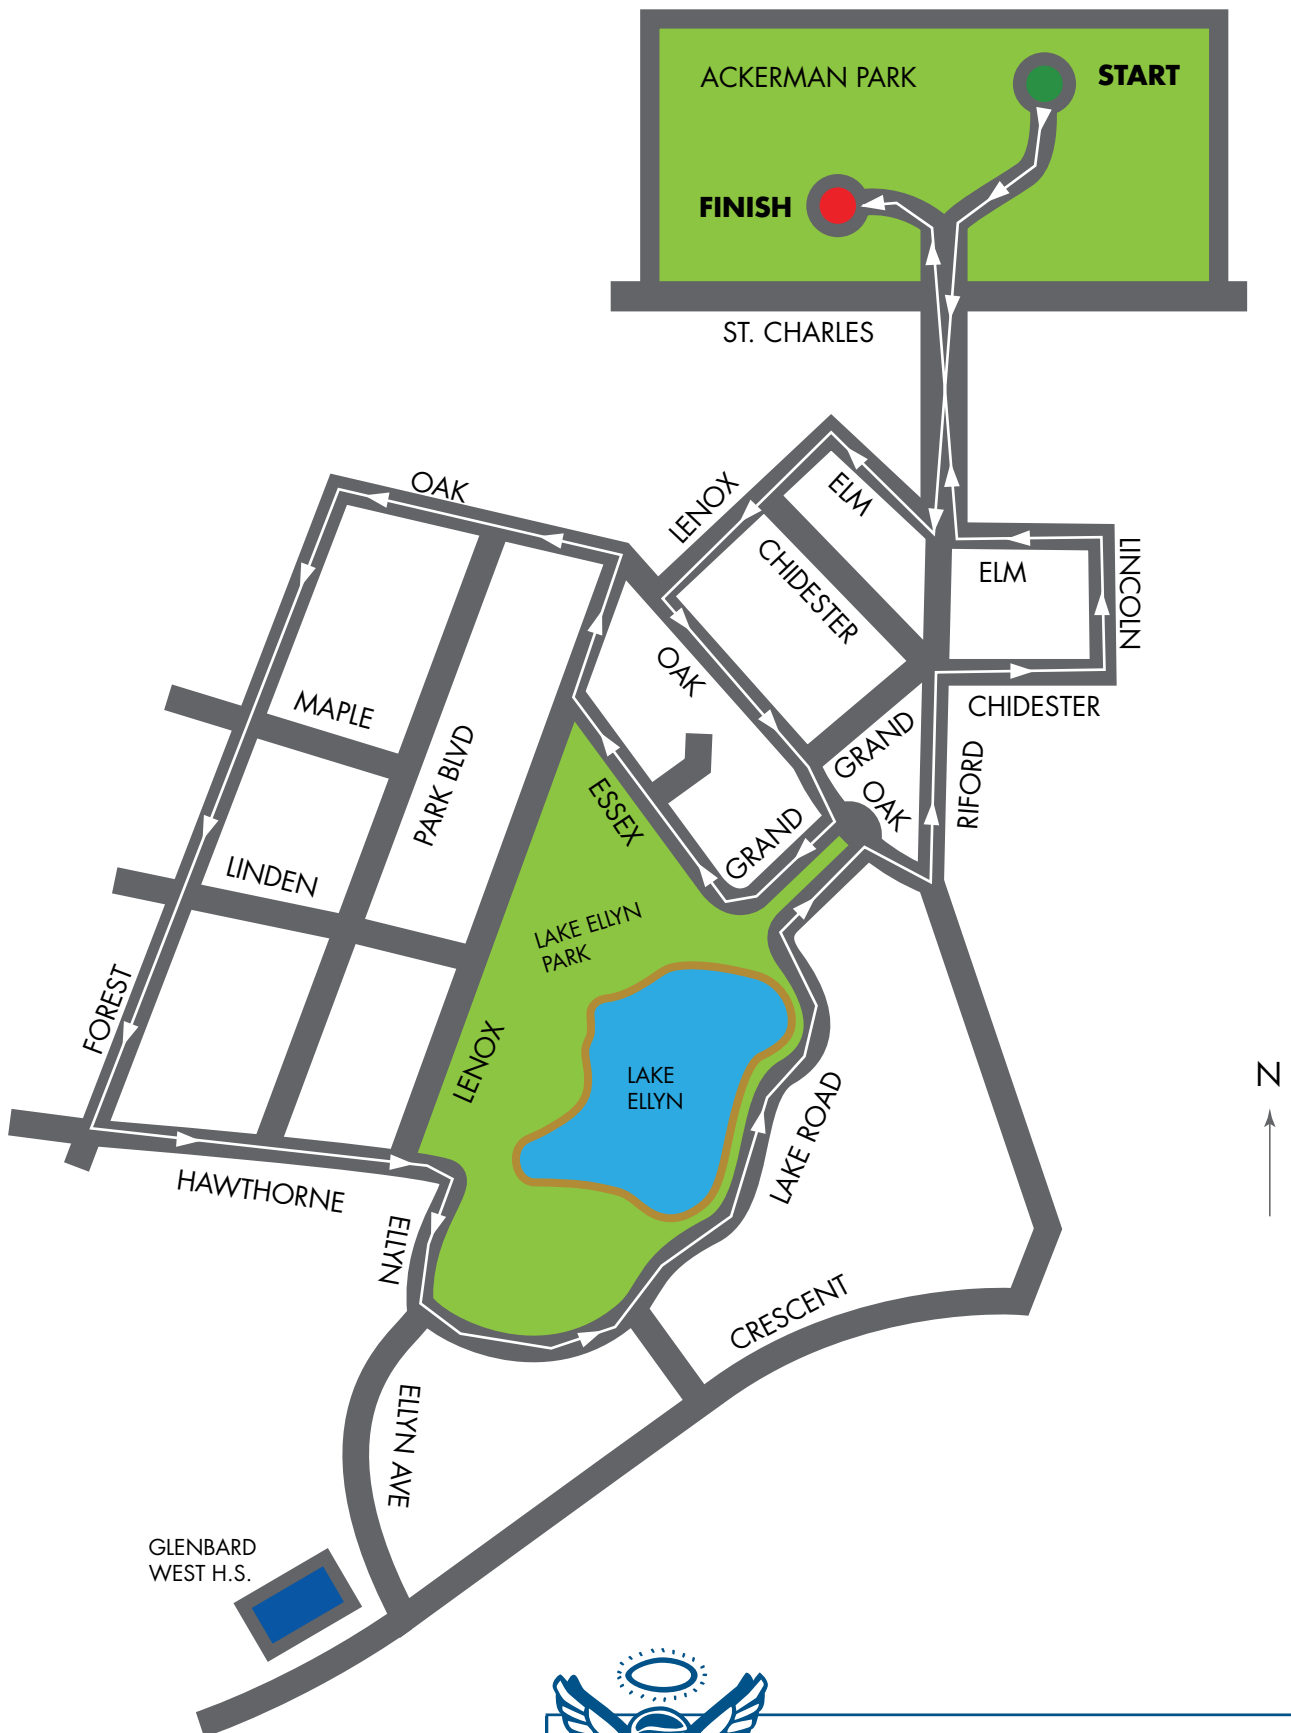 ACKERMAN PARK
START
FINISH
ST. CHARLES
OAK
LENOX
ELM
CHIDESTER
ELM
LINCOLN
OAK
CHIDESTER
MAPLE
PARK BLVD
GRAND
OAK
RIFORD
ESSEX
GRAND
LINDEN
LAKE ELLYN
PARK
FOREST
LENOX
LAKE
ELLYN
LAKE ROAD
N
HAWTHORNE
ELLYN
CRESCENT
ELLYN AVE
GLENBARD
WEST H.S.